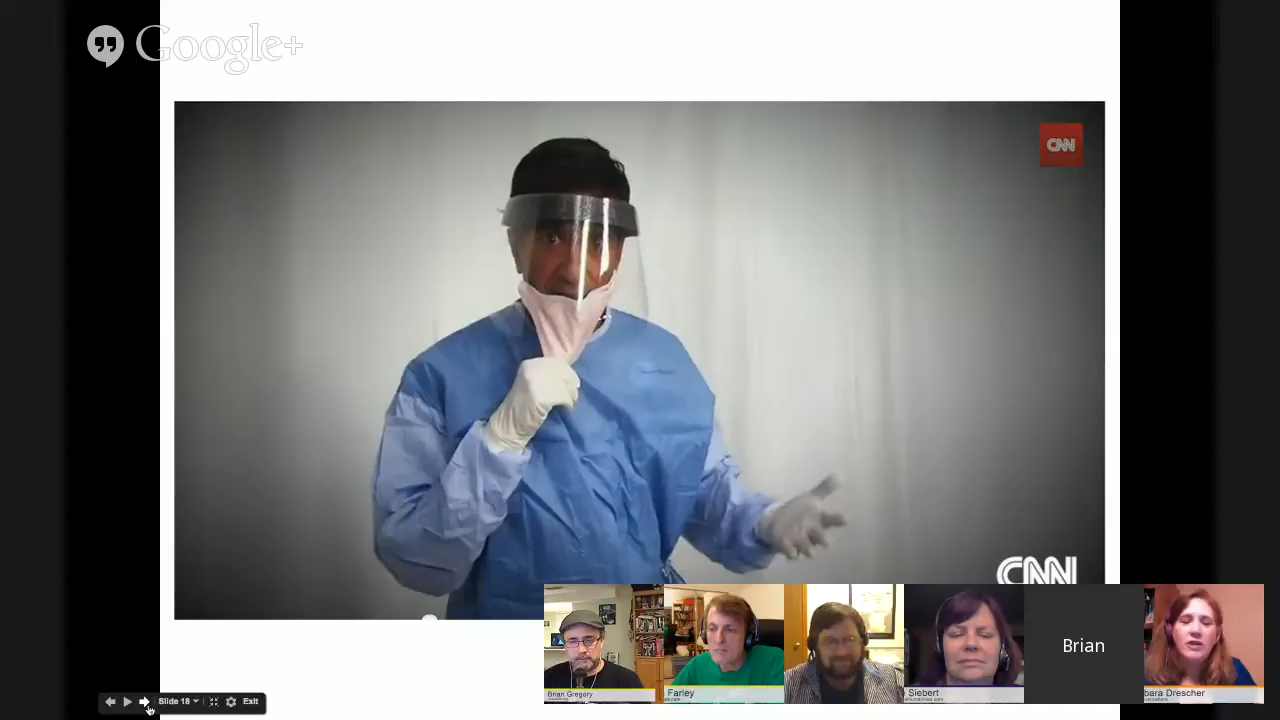 Google+
CNN
CNN
Brian Gregory
Farley
Siebert
Brian
bara Drescher
Slide 18
Exit